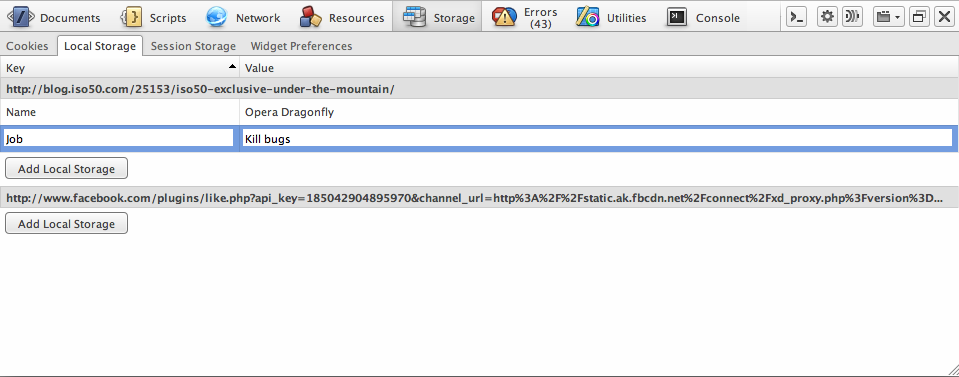 Documents Scripts Network Resources Storage Errors (43) Utilities Console
Cookies Local Storage Session Storage Widget Preferences
Key Value
http://blog.iso50.com/25153/iso50-exclusive-under-the-mountain/
Name Opera Dragonfly
Job Kill bugs
Add Local Storage
http://www.facebook.com/plugins/like.php?api_key=185042904895970&channel_url=http%3A%2F%2Fstatic.ak.fbcdn.net%2Fconnect%2Fxd_proxy.php%3Fversion%3D...
Add Local Storage